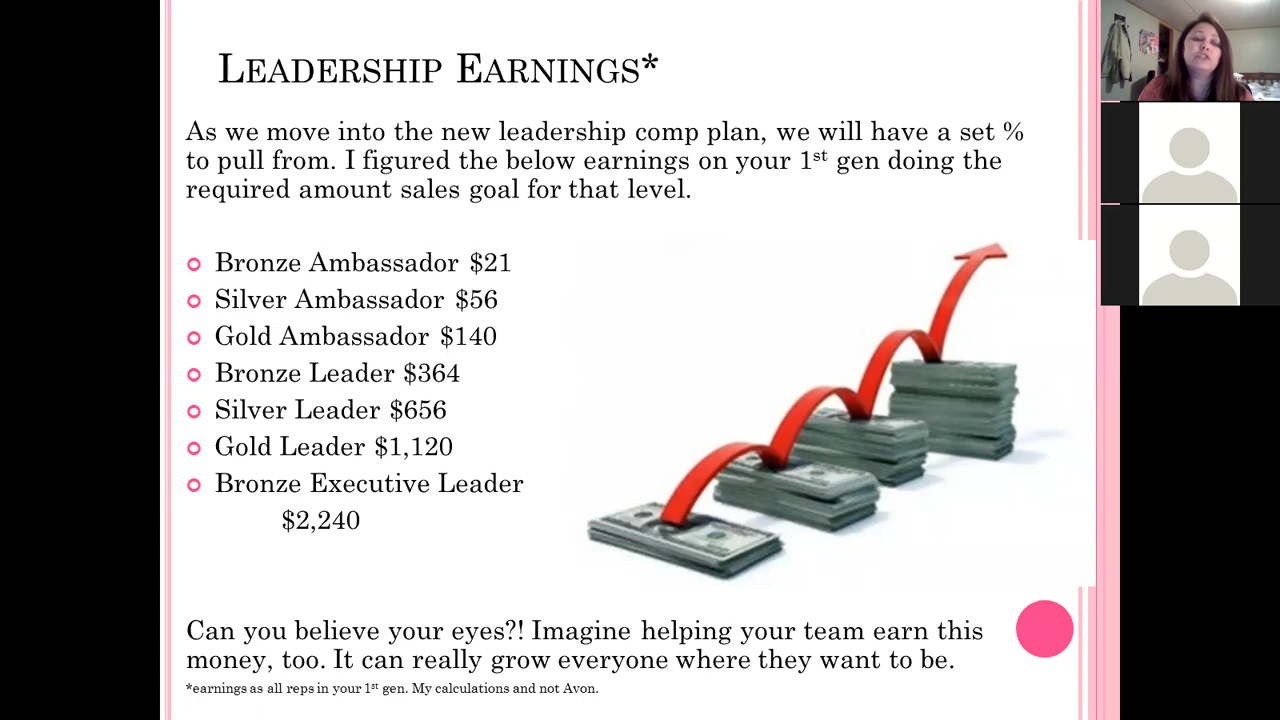 LEADERSHIP EARNINGS*
As we move into the new leadership comp plan, we will have a set %
to pull from. I figured the below earnings on your 1st gen doing the
required amount sales goal for that level.
Bronze Ambassador $21
Silver Ambassador $56
Gold Ambassador $140
Bronze Leader $364
Silver Leader $656
Gold Leader $1,120
Bronze Executive Leader
$2,240
Can you believe your eyes?! Imagine helping your team earn this
money, too. It can really grow everyone where they want to be.
*earnings as all reps in your 1st gen. My calculations and not Avon.